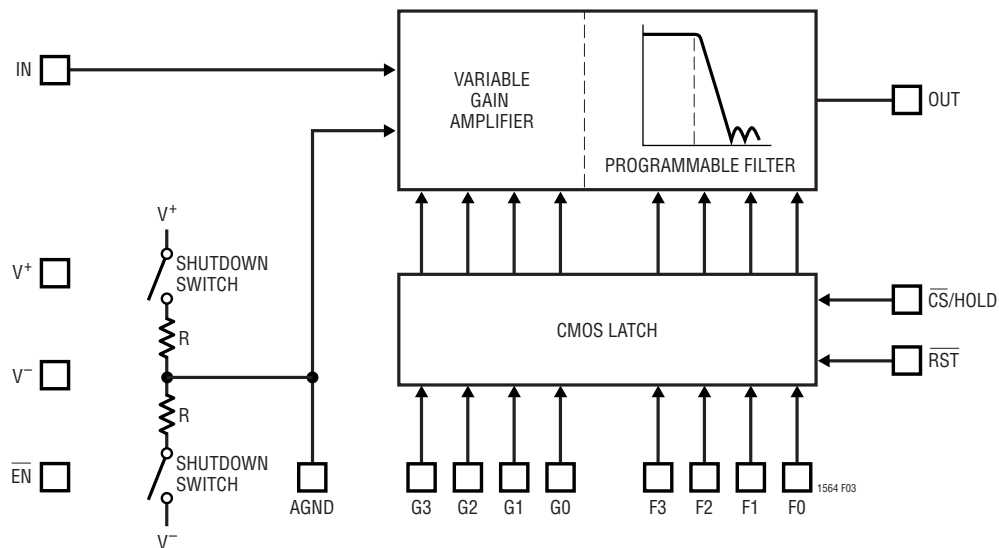 IN
VARIABLE
GAIN
AMPLIFIER
PROGRAMMABLE FILTER
OUT
V+
SHUTDOWN
SWITCH
V+
R
CMOS LATCH
CS/HOLD
RST
V−
R
EN
SHUTDOWN
SWITCH
V−
AGND
G3
G2
G1
G0
F3
F2
F1
F0
1564 F03